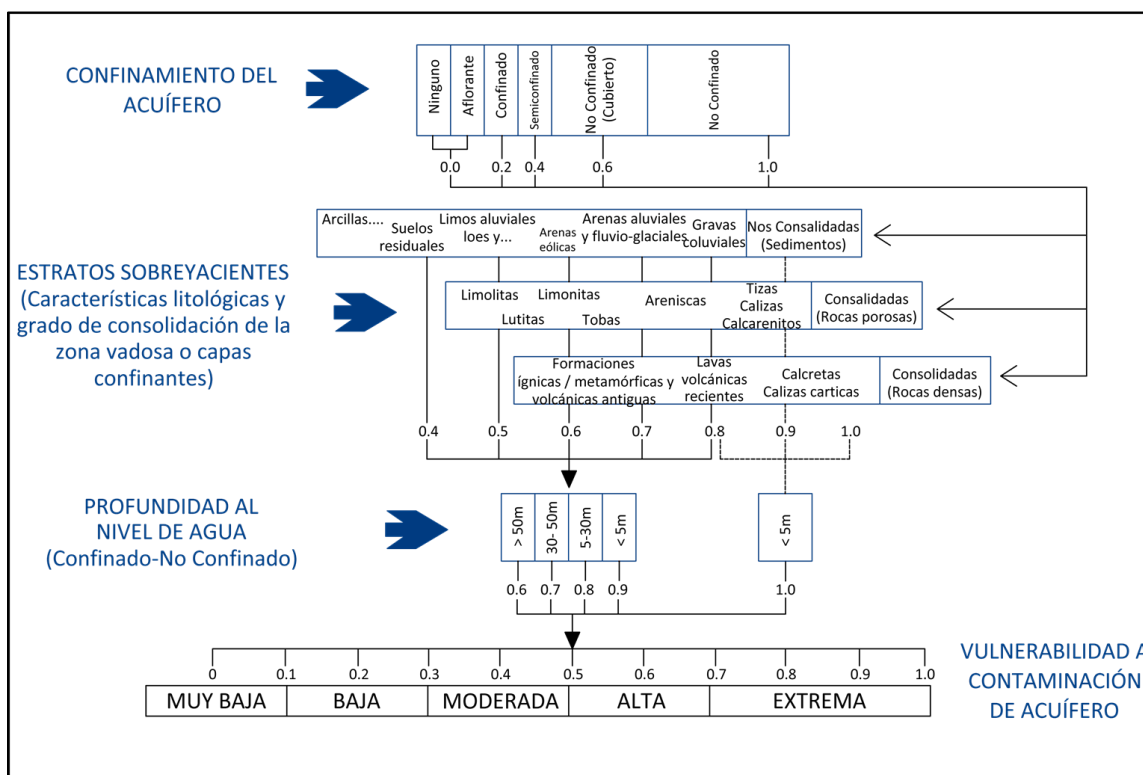 CONFINAMIENTO DEL
ACUÍFERO
Ninguno
Aflorante
Confinado
Semiconfinado
No Confinado
(Cubierto)
No Confinado
0.0
0.2
0.4
0.6
1.0
ESTRATOS SOBREYACIENTES
(Características litológicas y
grado de consolidación de la
zona vadosa o capas
confinantes)
Arcillas....
Suelos
residuales
Limos aluviales
loes y...
Arenas
eólicas
Arenas aluviales
y fluvio-glaciales
Gravas
coluviales
Nos Consalidadas
(Sedimentos)
Limolitas
Lutitas
Limonitas
Tobas
Areniscas
Tizas
Calizas
Calcarenitos
Consalidadas
(Rocas porosas)
Formaciones
ígnicas / metamórficas y
volcánicas antiguas
Lavas
volcánicas
recientes
Calcretas
Calizas carticas
Consolidadas
(Rocas densas)
0.4
0.5
0.6
0.7
0.8
0.9
1.0
PROFUNDIDAD AL
NIVEL DE AGUA
(Confinado-No Confinado)
> 50m
30- 50m
5-30m
< 5m
< 5m
0.6
0.7
0.8
0.9
1.0
0
0.1
0.2
0.3
0.4
0.5
0.6
0.7
0.8
0.9
1.0
MUY BAJA
BAJA
MODERADA
ALTA
EXTREMA
VULNERABILIDAD A
CONTAMINACIÓN
DE ACUÍFERO